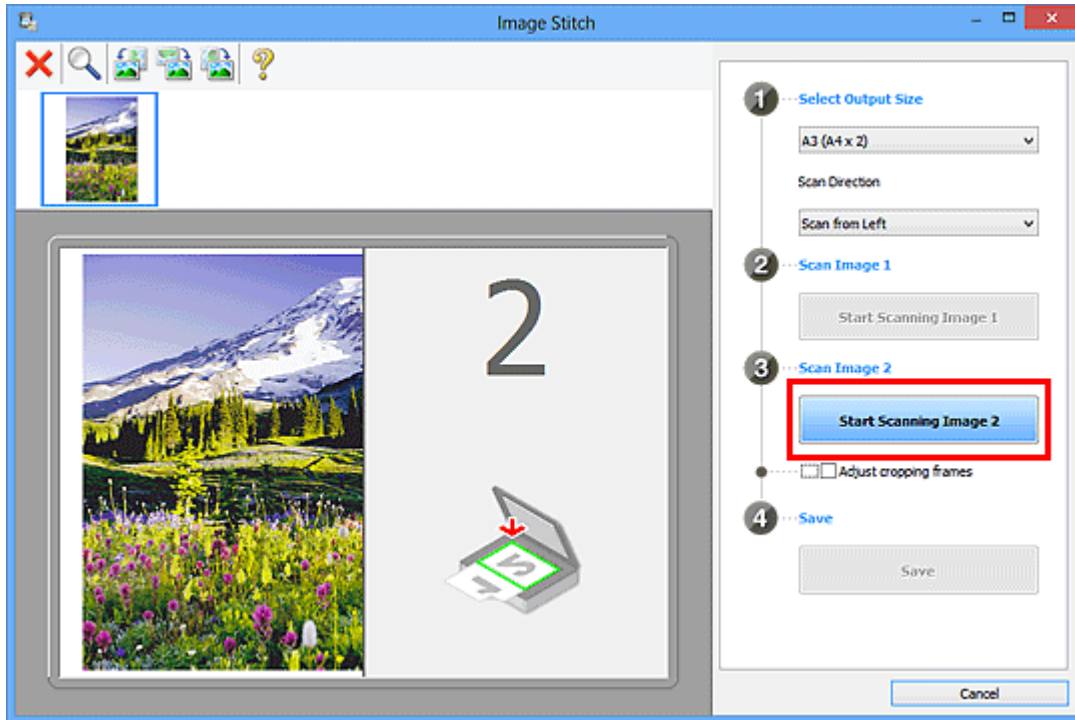 Image Stitch
1
Select Output Size
A3 (A4 x 2)
Scan Direction
Scan from Left
2
Scan Image 1
Start Scanning Image 1
3
Scan Image 2
Start Scanning Image 2
Adjust cropping frames
4
Save
Save
2
Cancel